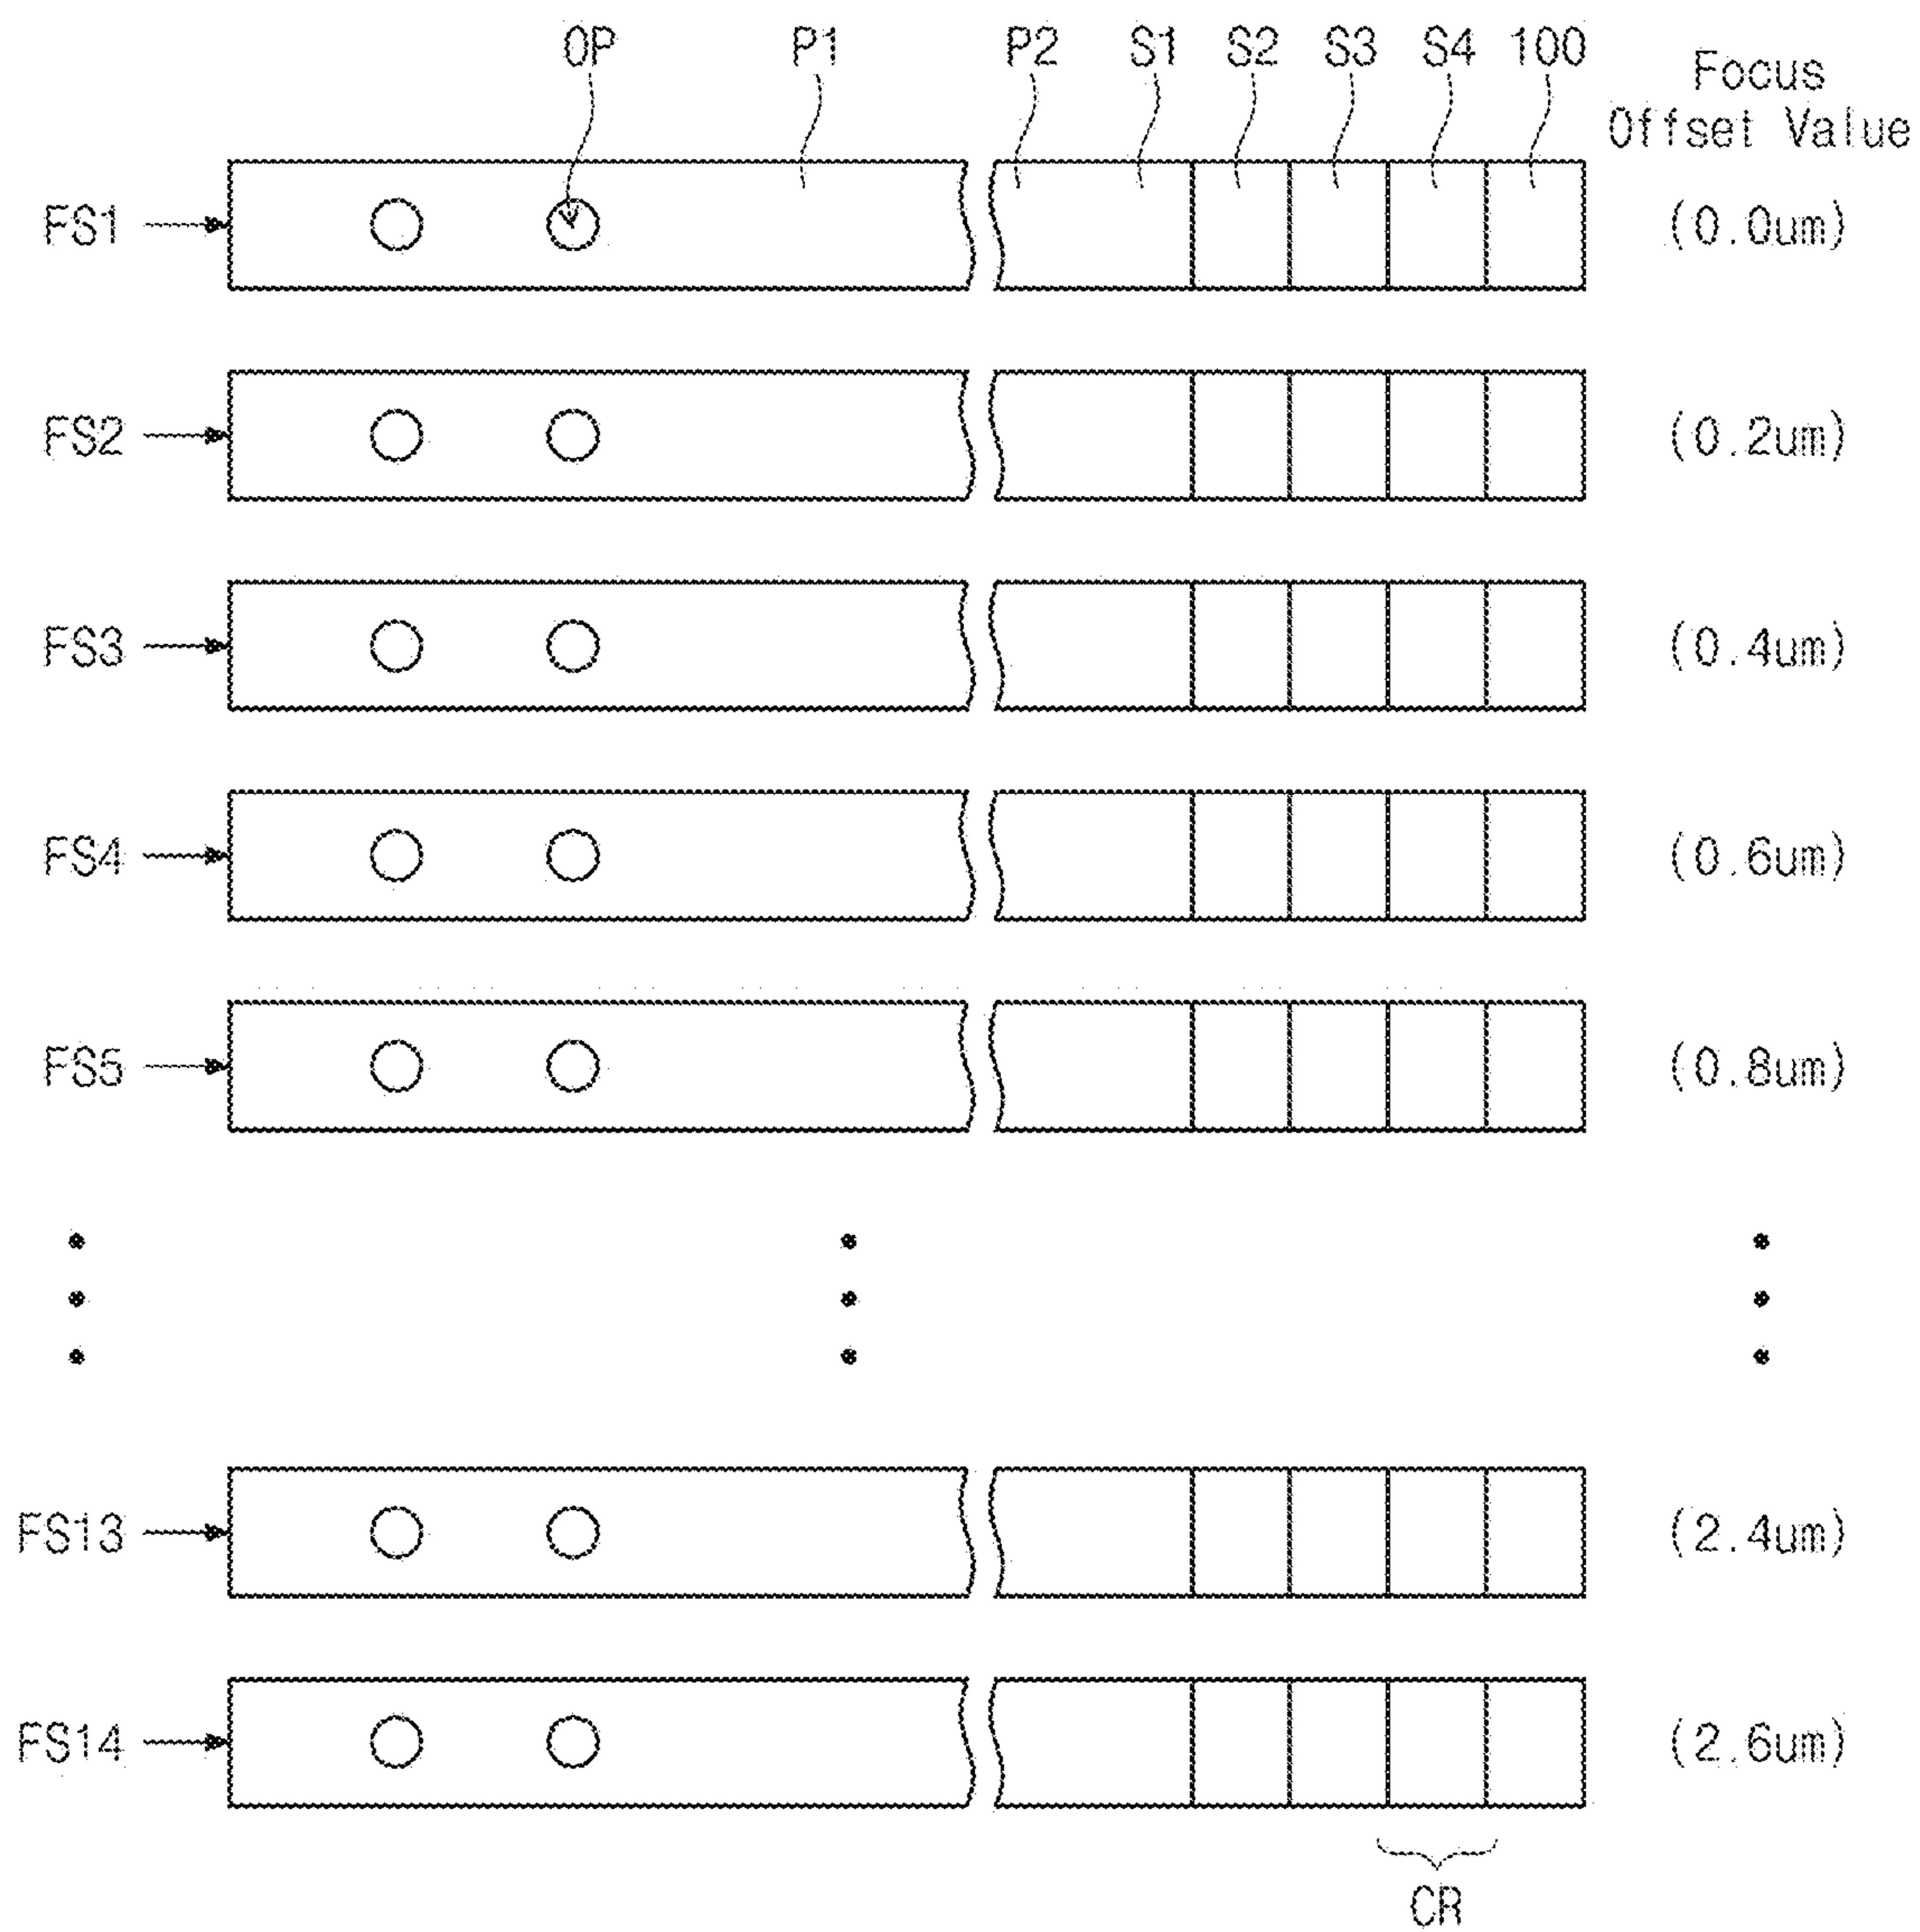 OP P1 P2 S1 S2 S3 S4 100
Focus
Offset Value
FS1 (0.0um)
FS2 (0.2um)
FS3 (0.4um)
FS4 (0.6um)
FS5 (0.8um)
FS13 (2.4um)
FS14 (2.6um)
CR